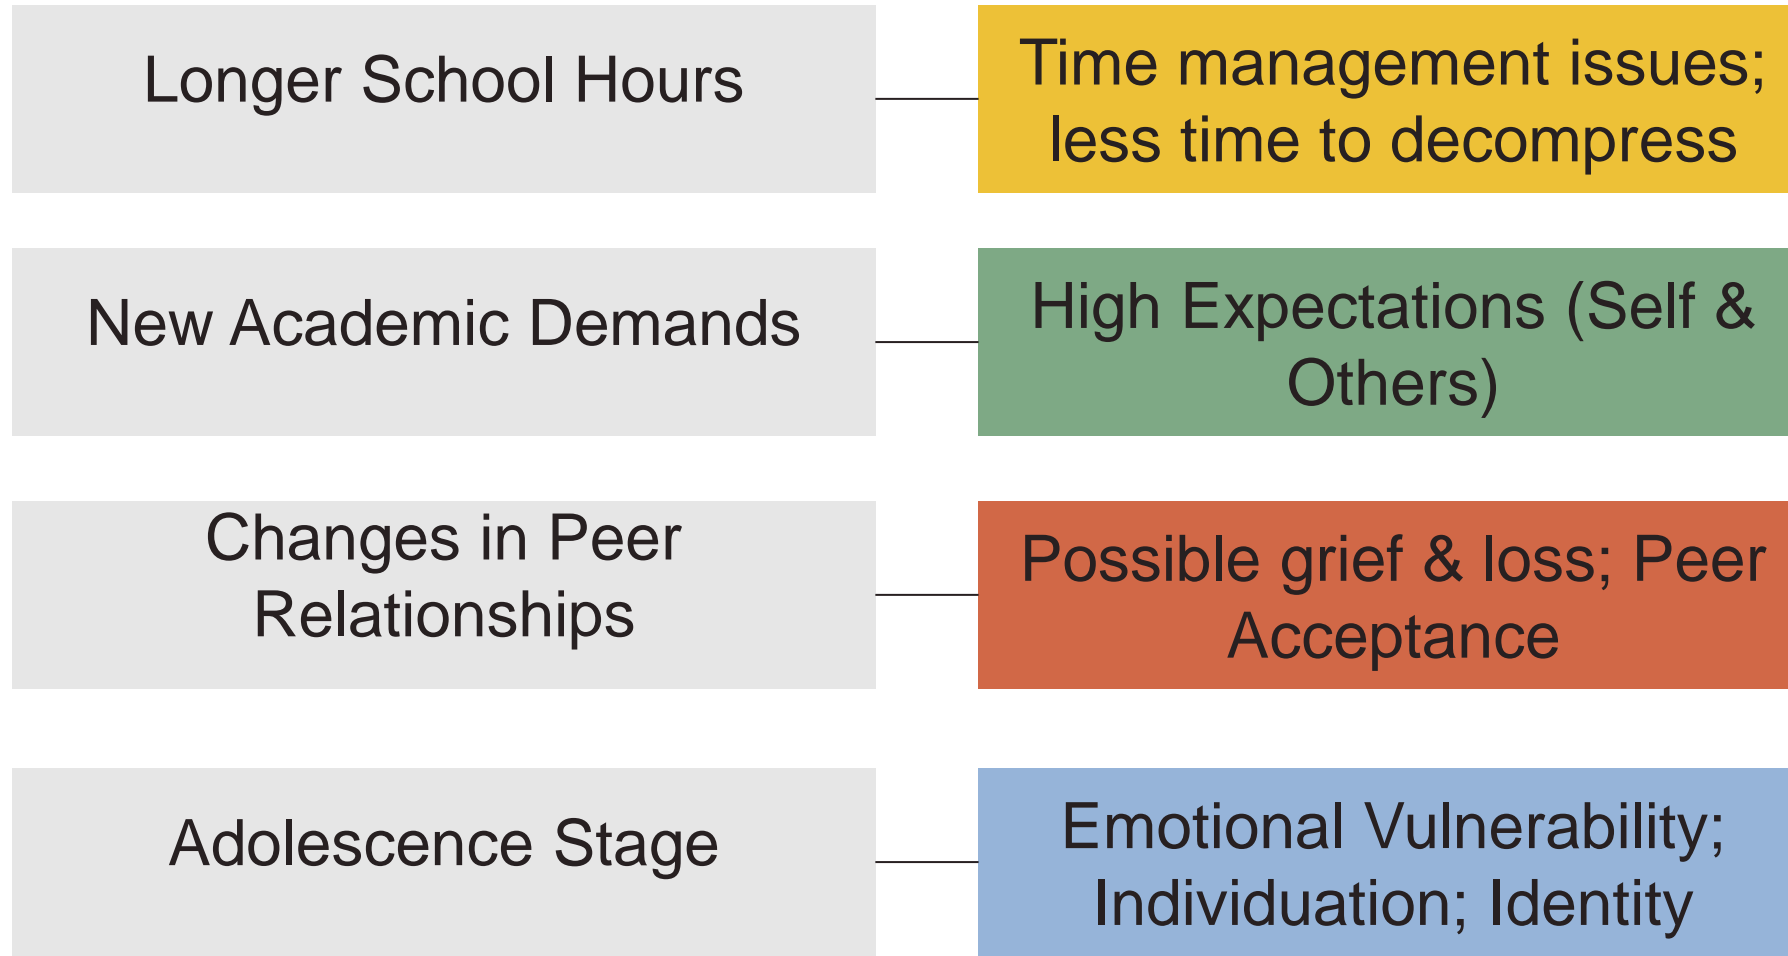 Longer School Hours
Time management issues;
less time to decompress
New Academic Demands
High Expectations (Self &
Others)
Changes in Peer
Relationships
Possible grief & loss; Peer
Acceptance
Adolescence Stage
Emotional Vulnerability;
Individuation; Identity